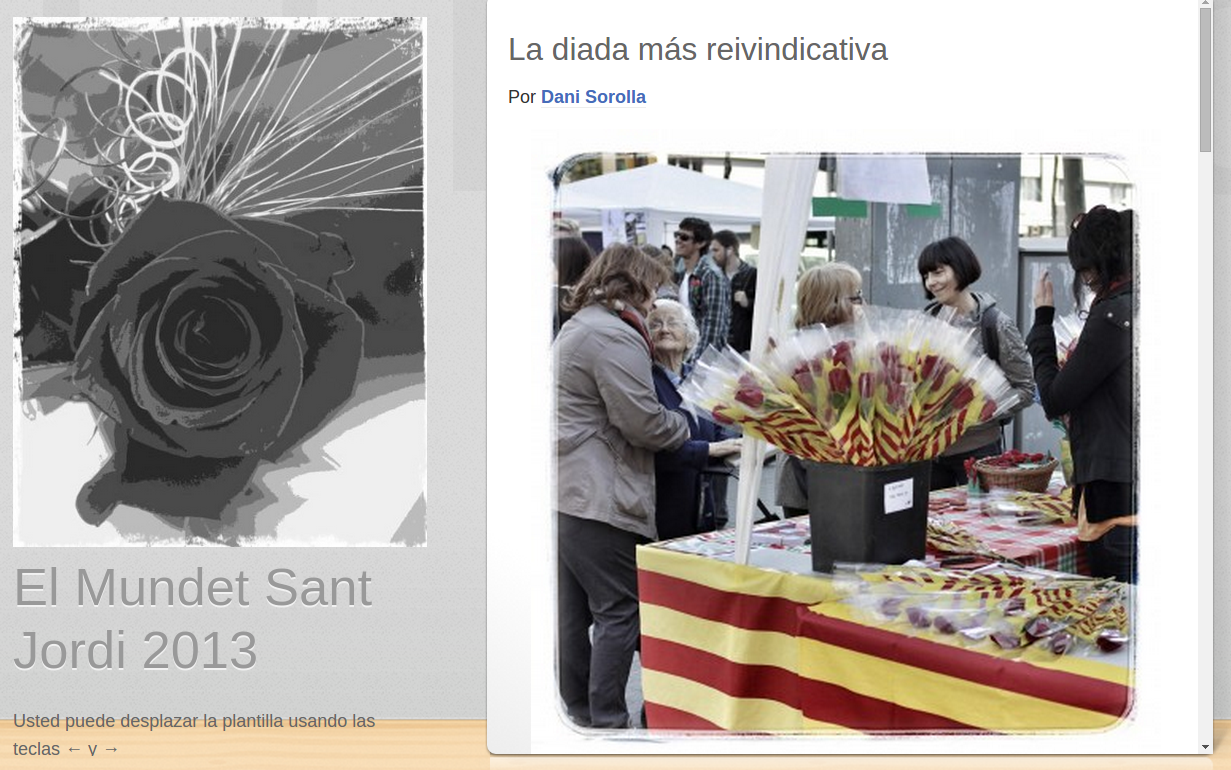 El Mundet Sant
Jordi 2013
Usted puede desplazar la plantilla usando las
teclas ← y →
La diada más reivindicativa
Por Dani Sorolla